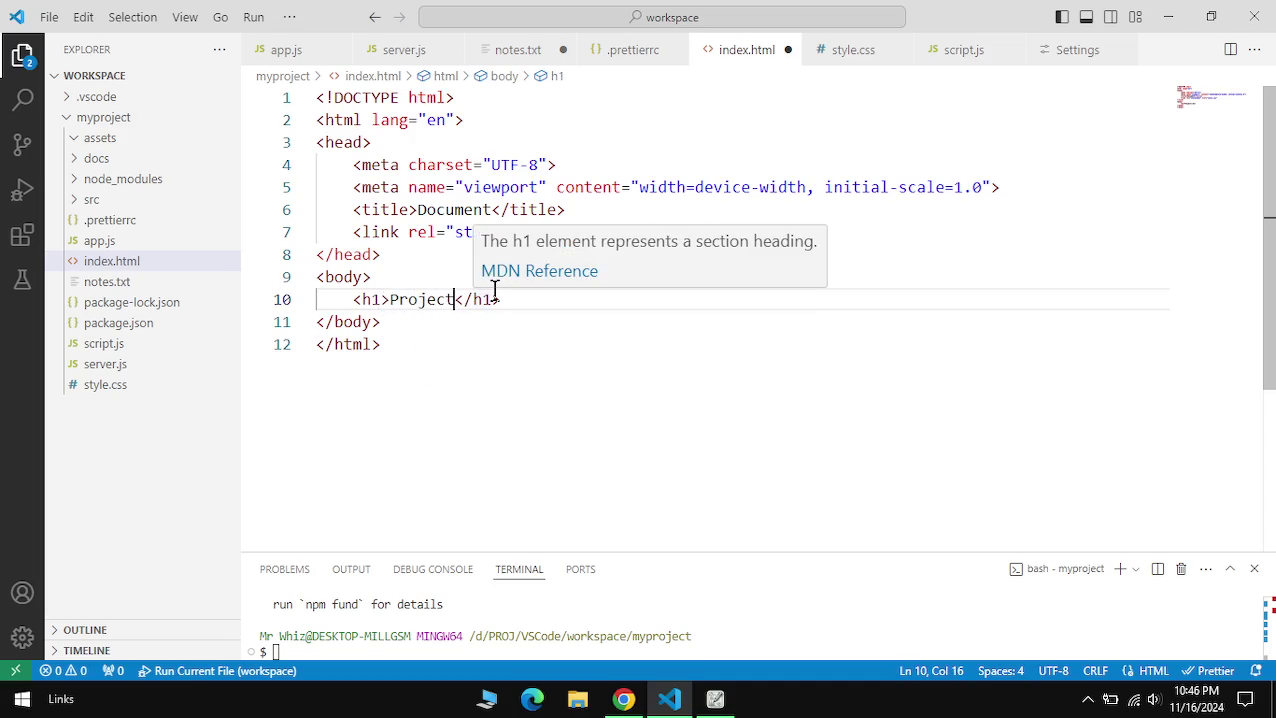 File Edit Selection View Go Run ··· workspace
EXPLORER ···
WORKSPACE
.vscode
myproject
assets
docs
node_modules
src
{} .prettierrc
JS app.js
<> index.html
notes.txt
{} package-lock.json
{} package.json
JS script.js
JS server.js
# style.css
OUTLINE
TIMELINE
2
JS app.js JS server.js notes.txt {} .prettierrc <> index.html # style.css JS script.js Settings
myproject > <> index.html > html > body > h1
1 <!DOCTYPE html>
2 <html lang="en">
3 <head>
4 <meta charset="UTF-8">
5 <meta name="viewport" content="width=device-width, initial-scale=1.0">
6 <title>Document</title>
7 <link rel="st
The h1 element represents a section heading.
MDN Reference
8 </head>
9 <body>
10 <h1>Project</h1>
11 </body>
12 </html>
PROBLEMS OUTPUT DEBUG CONSOLE TERMINAL PORTS bash - myproject
run `npm fund` for details
Mr Whiz@DESKTOP-MILLGSM MINGW64 /d/PROJ/VSCode/workspace/myproject
$
0 0 0 Run Current File (workspace) Ln 10, Col 16 Spaces: 4 UTF-8 CRLF {} HTML Prettier
Links 10:46 PM
11/16/2024